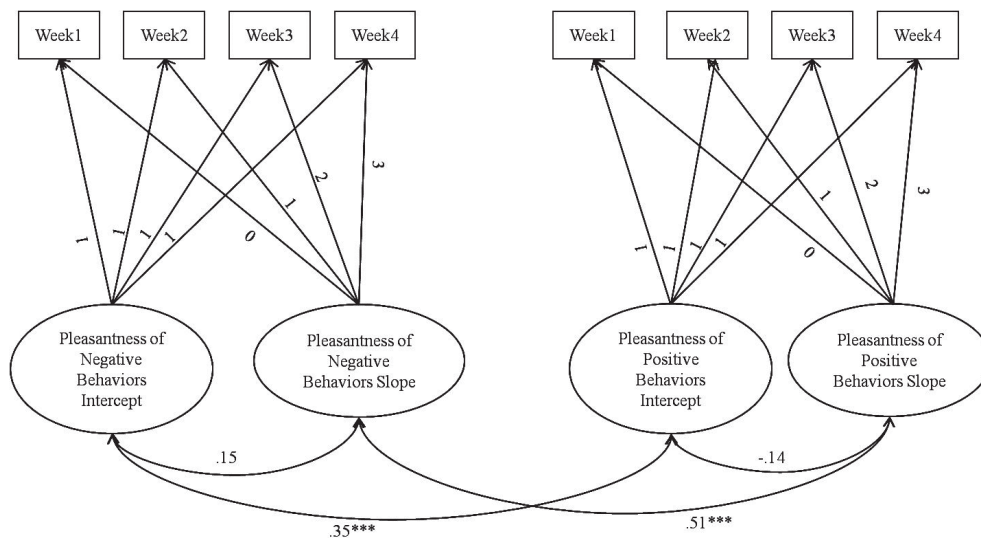 Week1
Week2
Week3
Week4
Week1
Week2
Week3
Week4
1
1
1
1
0
1
2
3
1
1
1
1
0
1
2
3
Pleasantness of
Negative
Behaviors
Intercept
Pleasantness of
Negative
Behaviors Slope
Pleasantness of
Positive
Behaviors
Intercept
Pleasantness of
Positive
Behaviors Slope
.15
-.14
.35***
.51***